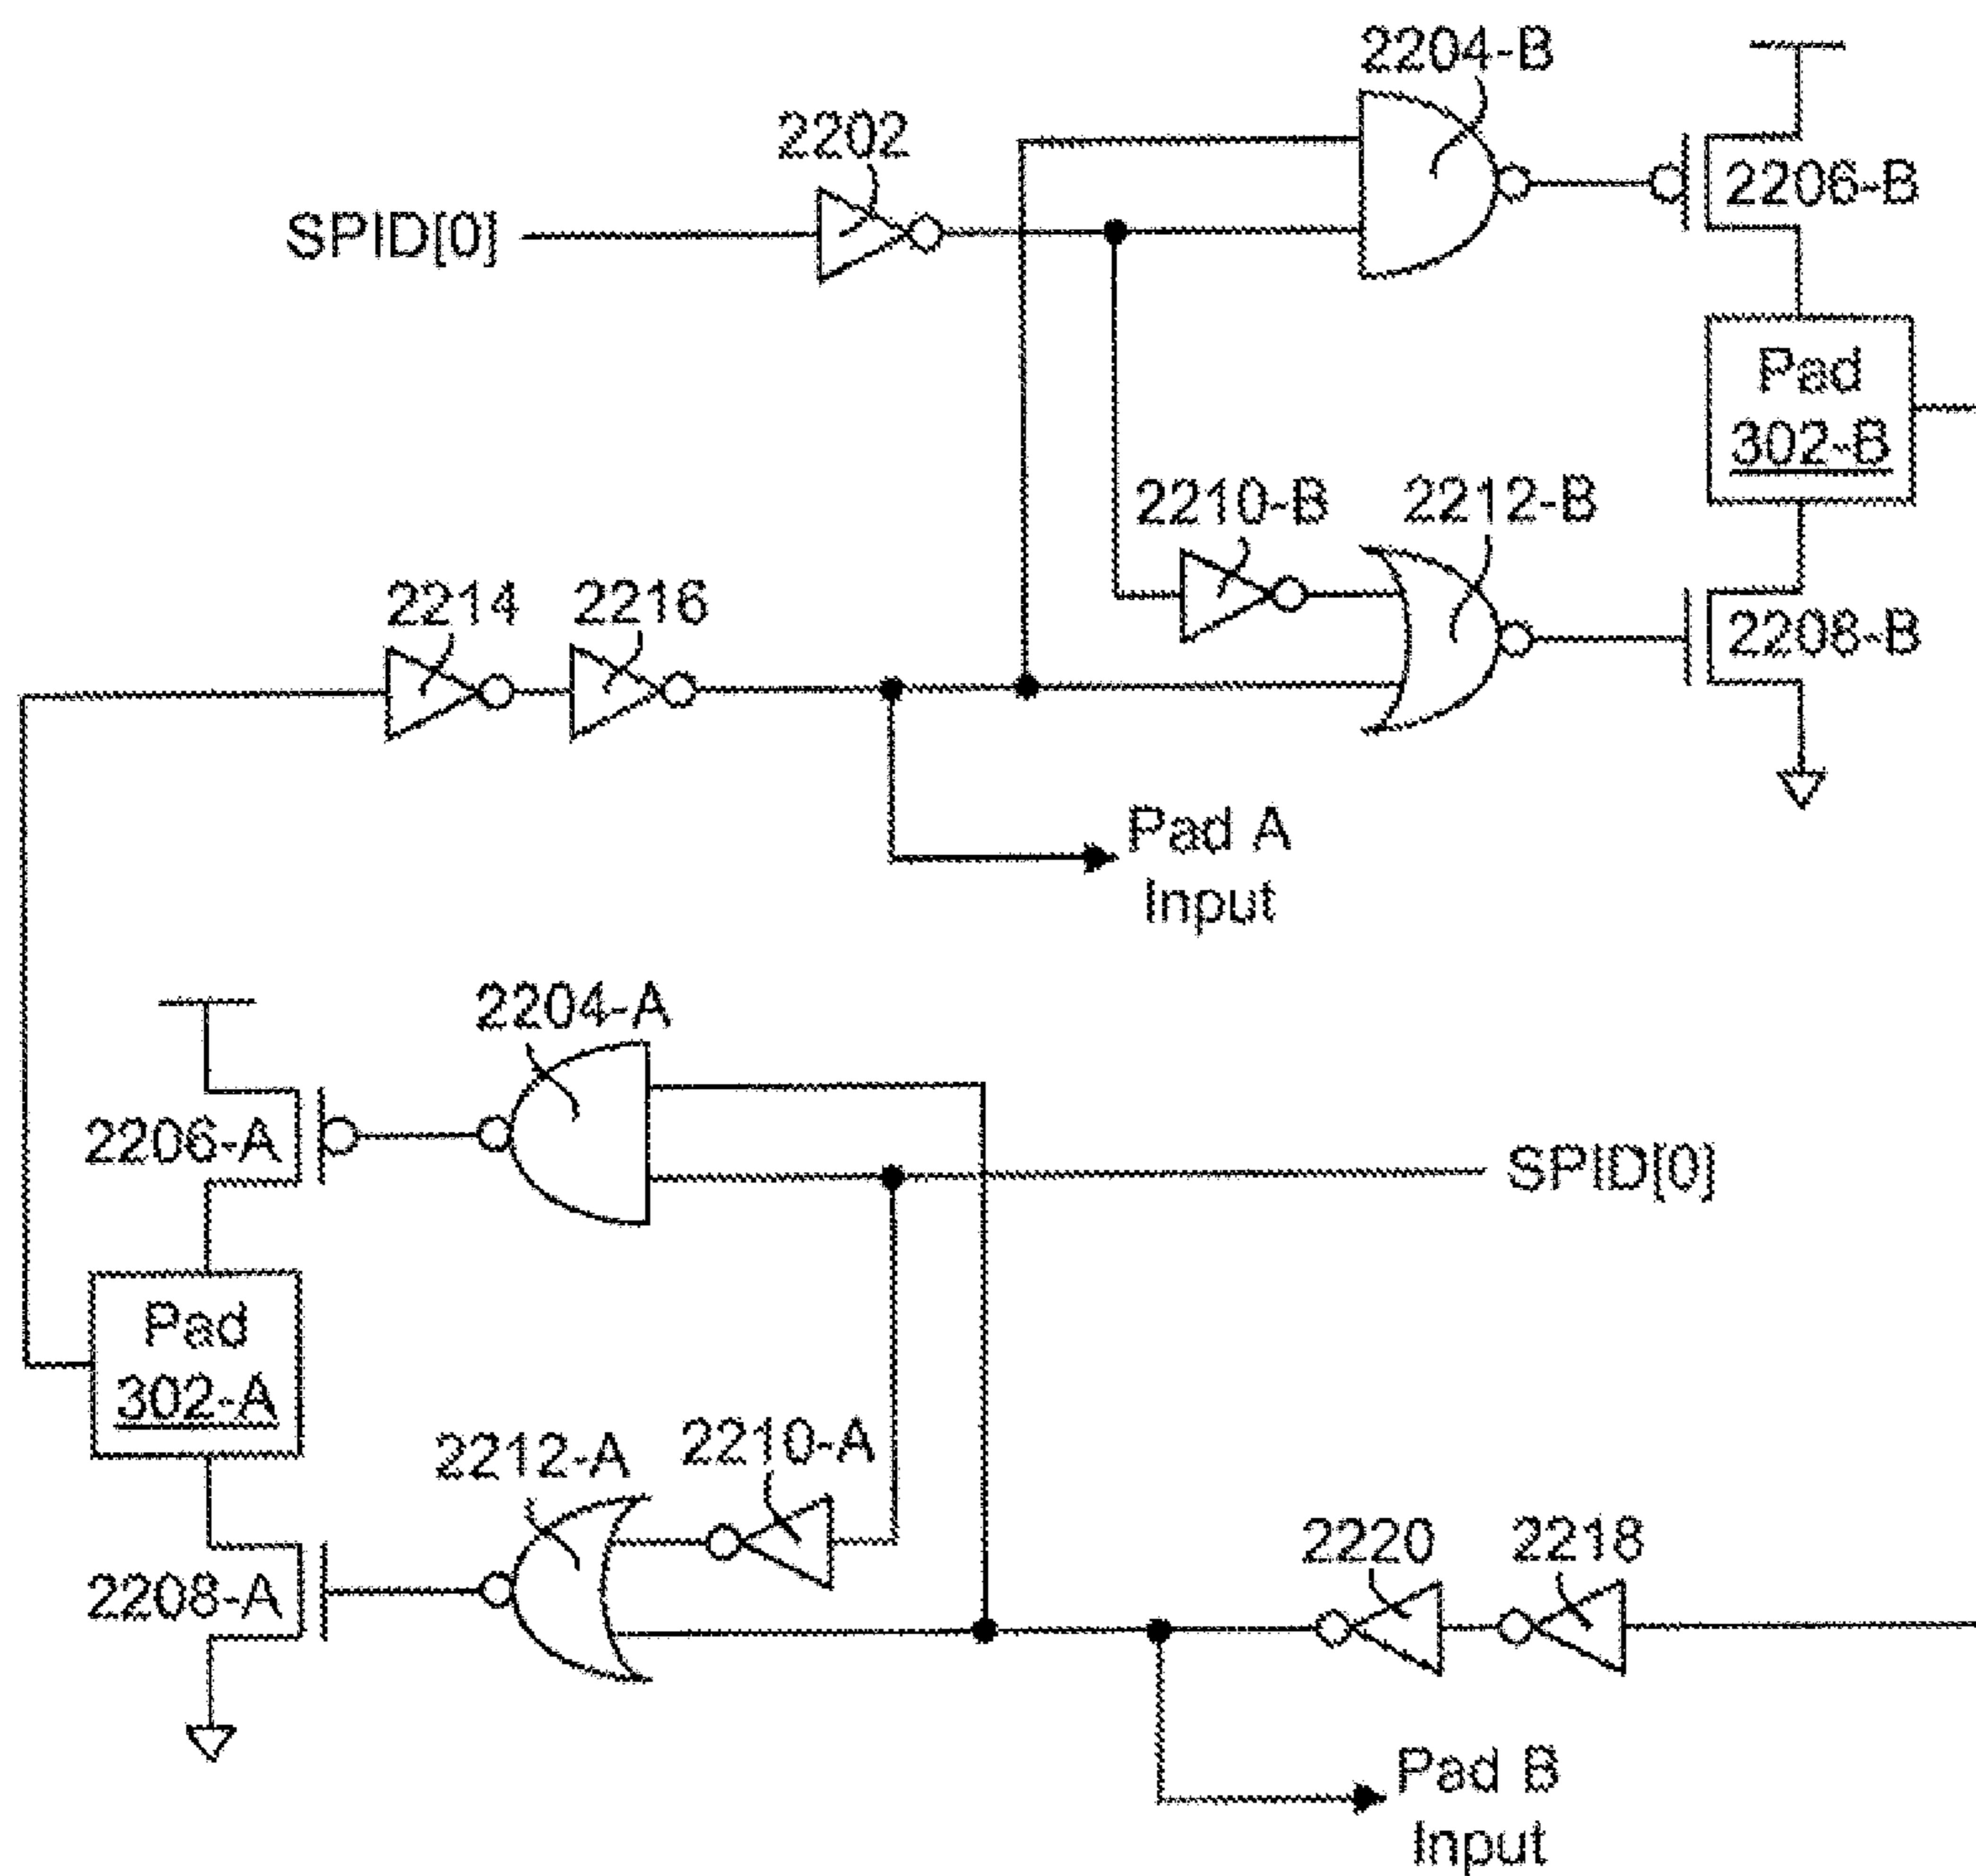 2204-B
2202
2206-B
SPID[0]
Pad
302-B
2210-B
2212-B
2214
2216
2208-B
Pad A
Input
2204-A
2206-A
SPID[0]
Pad
302-A
2212-A
2210-A
2220
2218
2208-A
Pad B
Input